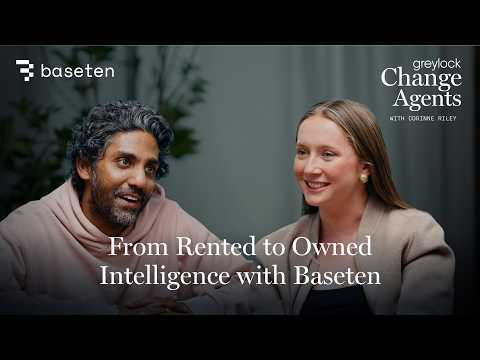 baseten
greylock
Change
Agents
WITH CORINNE RILEY
From Rented to Owned
Intelligence with Baseten